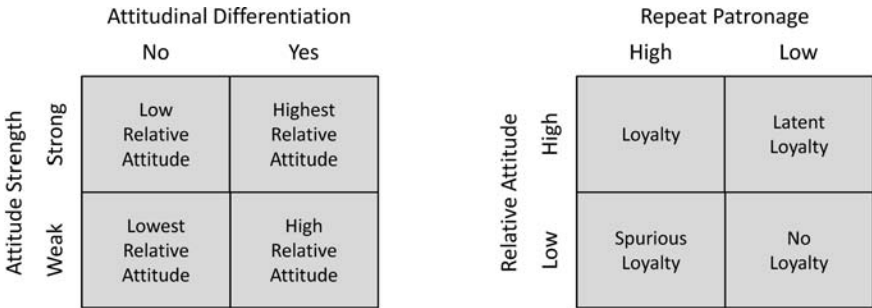 Attitudinal Differentiation
No
Yes
Attitude Strength
Strong
Weak
Low
Relative
Attitude
Highest
Relative
Attitude
Lowest
Relative
Attitude
High
Relative
Attitude
Repeat Patronage
High
Low
Relative Attitude
High
Low
Loyalty
Latent
Loyalty
Spurious
Loyalty
No
Loyalty